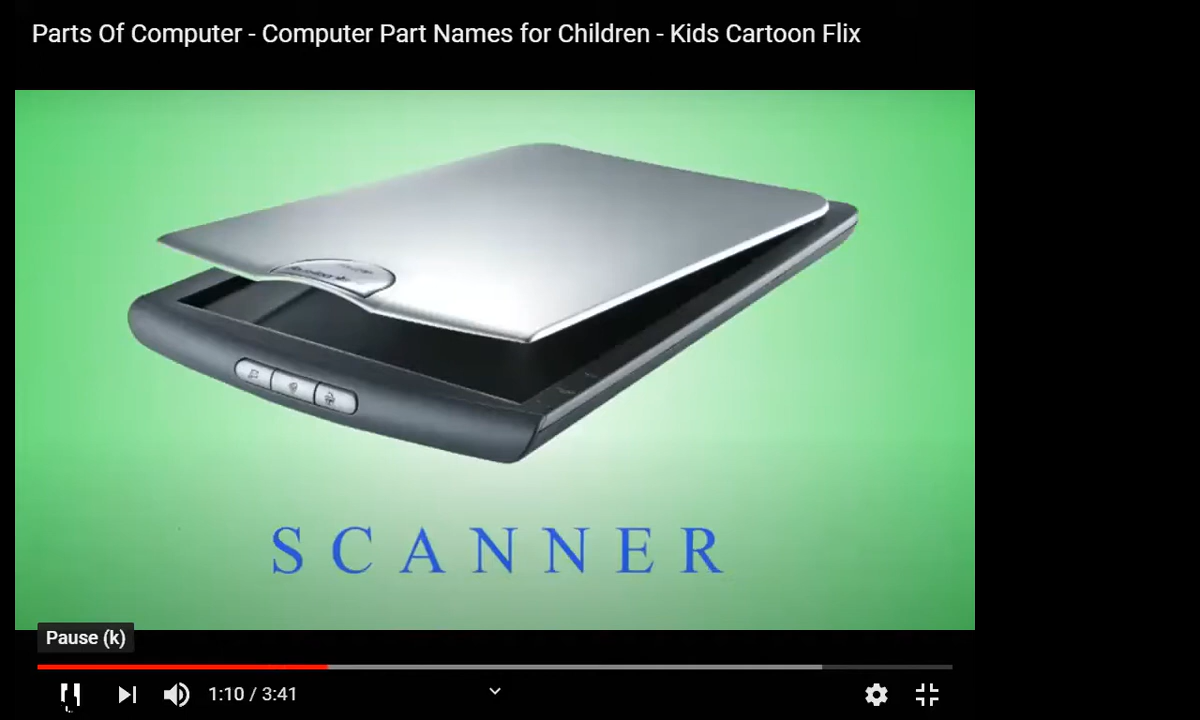 Parts Of Computer - Computer Part Names for Children - Kids Cartoon Flix
SCANNER
Pause (k)
1:10 / 3:41